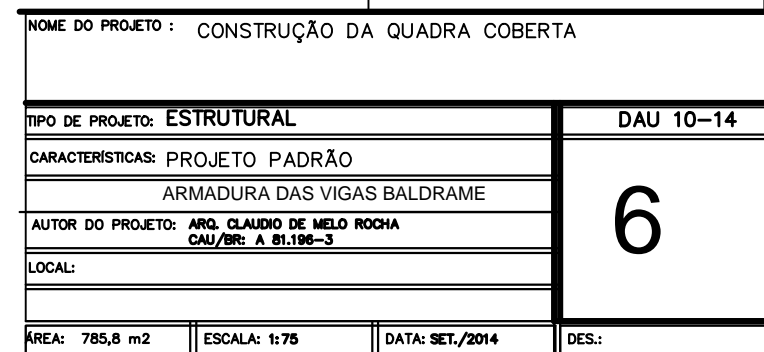 NOME DO PROJETO : CONSTRUÇÃO DA QUADRA COBERTA
TIPO DE PROJETO: ESTRUTURAL
DAU 10-14
CARACTERÍSTICAS: PROJETO PADRÃO
ARMADURA DAS VIGAS BALDRAME
6
AUTOR DO PROJETO: ARQ. CLAUDIO DE MELO ROCHA
CAU/BR: A 81.196-3
LOCAL:
ÁREA: 785,8 m2
ESCALA: 1:75
DATA: SET./2014
DES.: